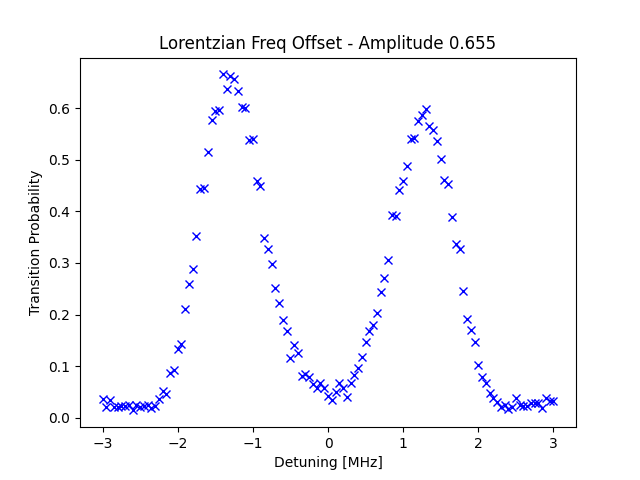 Lorentzian Freq Offset - Amplitude 0.655
Transition Probability
0.6
0.5
0.4
0.3
0.2
0.1
0.0
−3 −2 −1 0 1 2 3
Detuning [MHz]